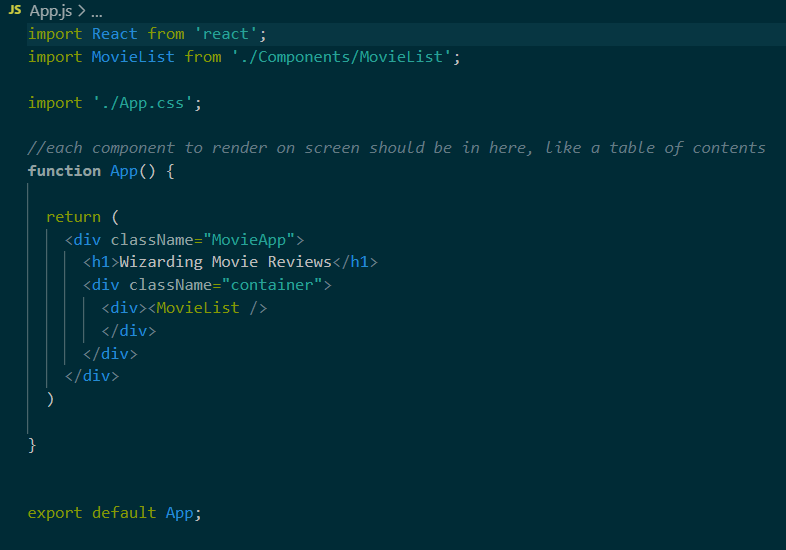 JS App.js > ...
import React from 'react';
import MovieList from './Components/MovieList';
import './App.css';
//each component to render on screen should be in here, like a table of contents
function App() {
return (
<div className="MovieApp">
<h1>Wizarding Movie Reviews</h1>
<div className="container">
<div><MovieList />
</div>
</div>
</div>
)
}
export default App;